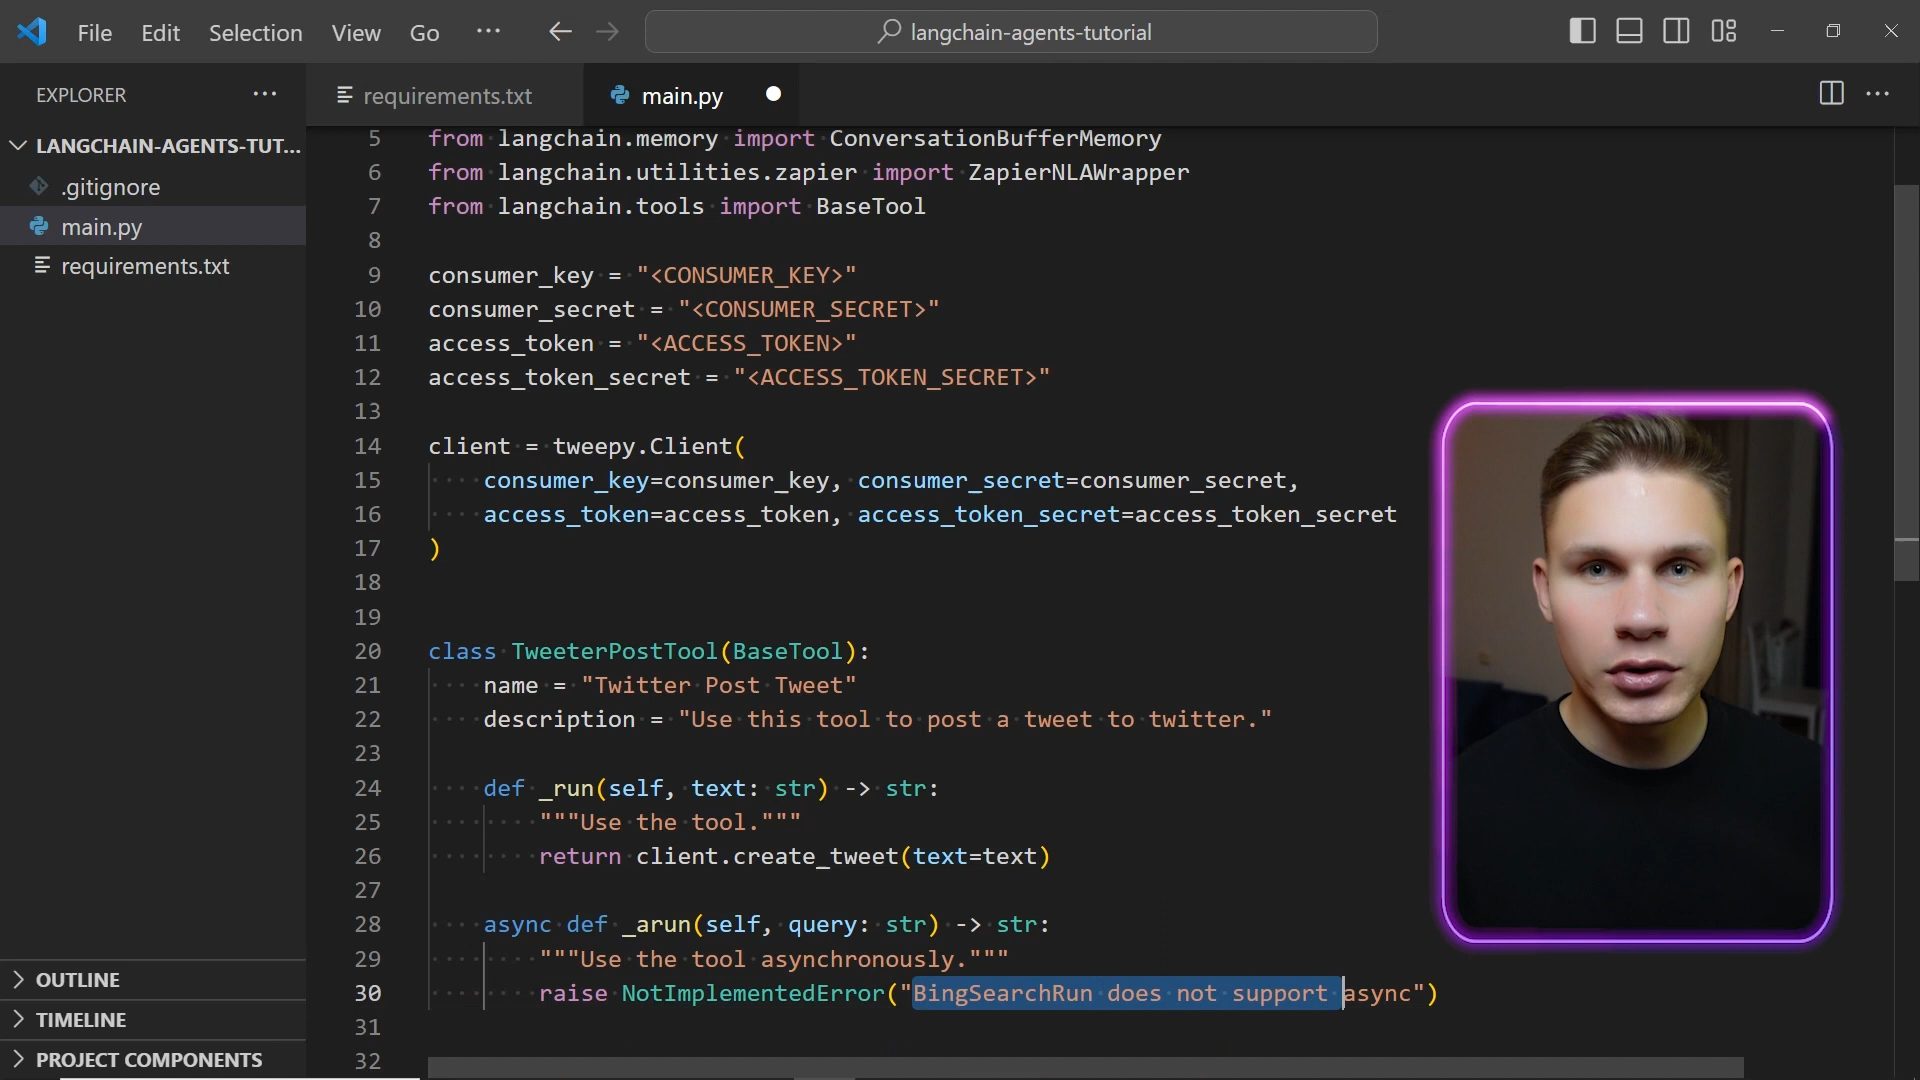 File Edit Selection View Go ···
langchain-agents-tutorial
EXPLORER ···
requirements.txt
main.py
LANGCHAIN-AGENTS-TUT...
.gitignore
main.py
requirements.txt
5 from langchain.memory import ConversationBufferMemory
6 from langchain.utilities.zapier import ZapierNLAWrapper
7 from langchain.tools import BaseTool
8
9 consumer_key = "<CONSUMER_KEY>"
10 consumer_secret = "<CONSUMER_SECRET>"
11 access_token = "<ACCESS_TOKEN>"
12 access_token_secret = "<ACCESS_TOKEN_SECRET>"
13
14 client = tweepy.Client(
15     consumer_key=consumer_key, consumer_secret=consumer_secret,
16     access_token=access_token, access_token_secret=access_token_secret
17 )
18
19
20 class TweeterPostTool(BaseTool):
21     name = "Twitter Post Tweet"
22     description = "Use this tool to post a tweet to twitter."
23
24     def _run(self, text: str) -> str:
25         """Use the tool."""
26         return client.create_tweet(text=text)
27
28     async def _arun(self, query: str) -> str:
29         """Use the tool asynchronously."""
30         raise NotImplementedError("BingSearchRun does not support async")
31
32
OUTLINE
TIMELINE
PROJECT COMPONENTS